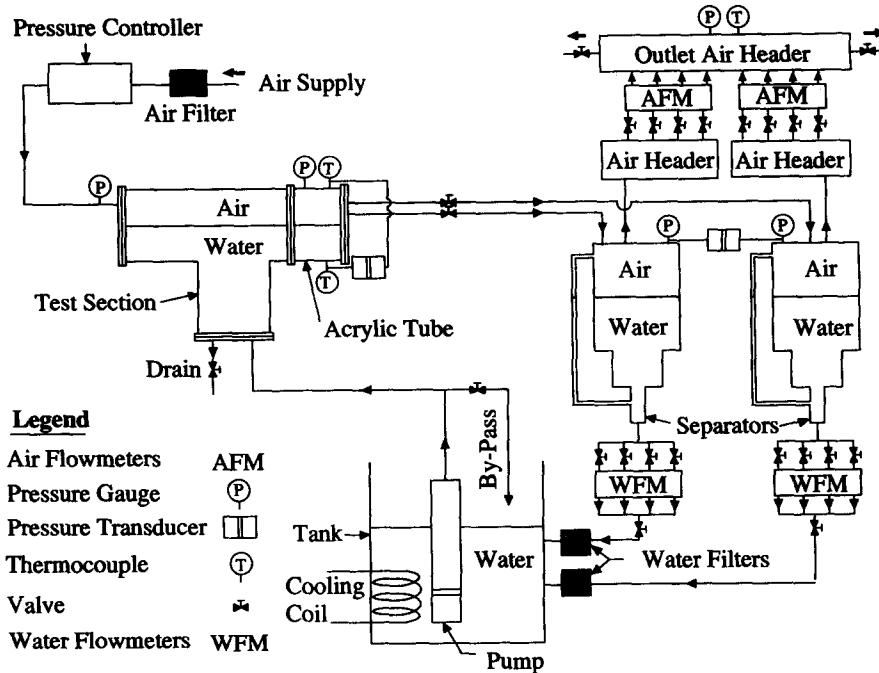 Pressure Controller
Air Supply
Air Filter
P
T
Outlet Air Header
AFM
AFM
Air Header
Air Header
P
P
T
Air
Water
T
Test Section
Acrylic Tube
Drain
P
P
Air
Water
Air
Water
Separators
WFM
WFM
By-Pass
Tank
Water
Water Filters
Cooling
Coil
Pump
Legend
Air Flowmeters AFM
Pressure Gauge P
Pressure Transducer
Thermocouple T
Valve
Water Flowmeters WFM